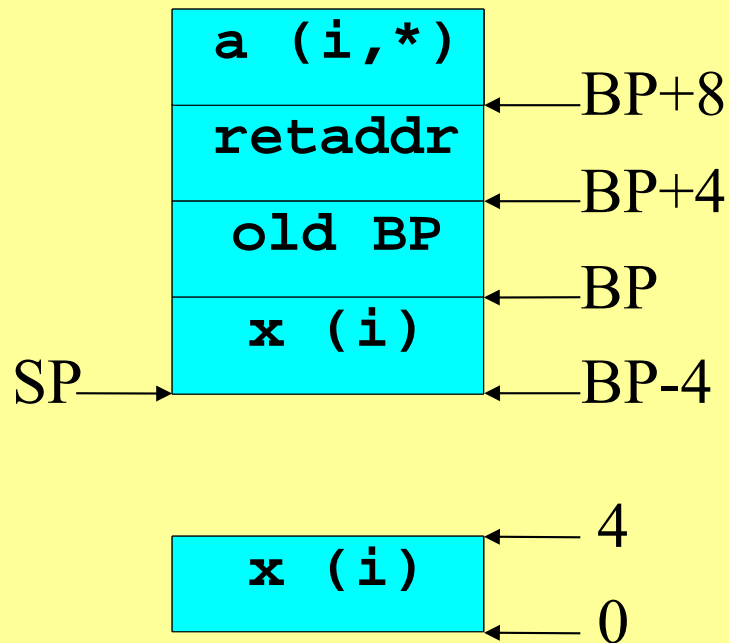 a (i,*)
BP+8
retaddr
BP+4
old BP
BP
x (i)
SP
BP-4
4
x (i)
0